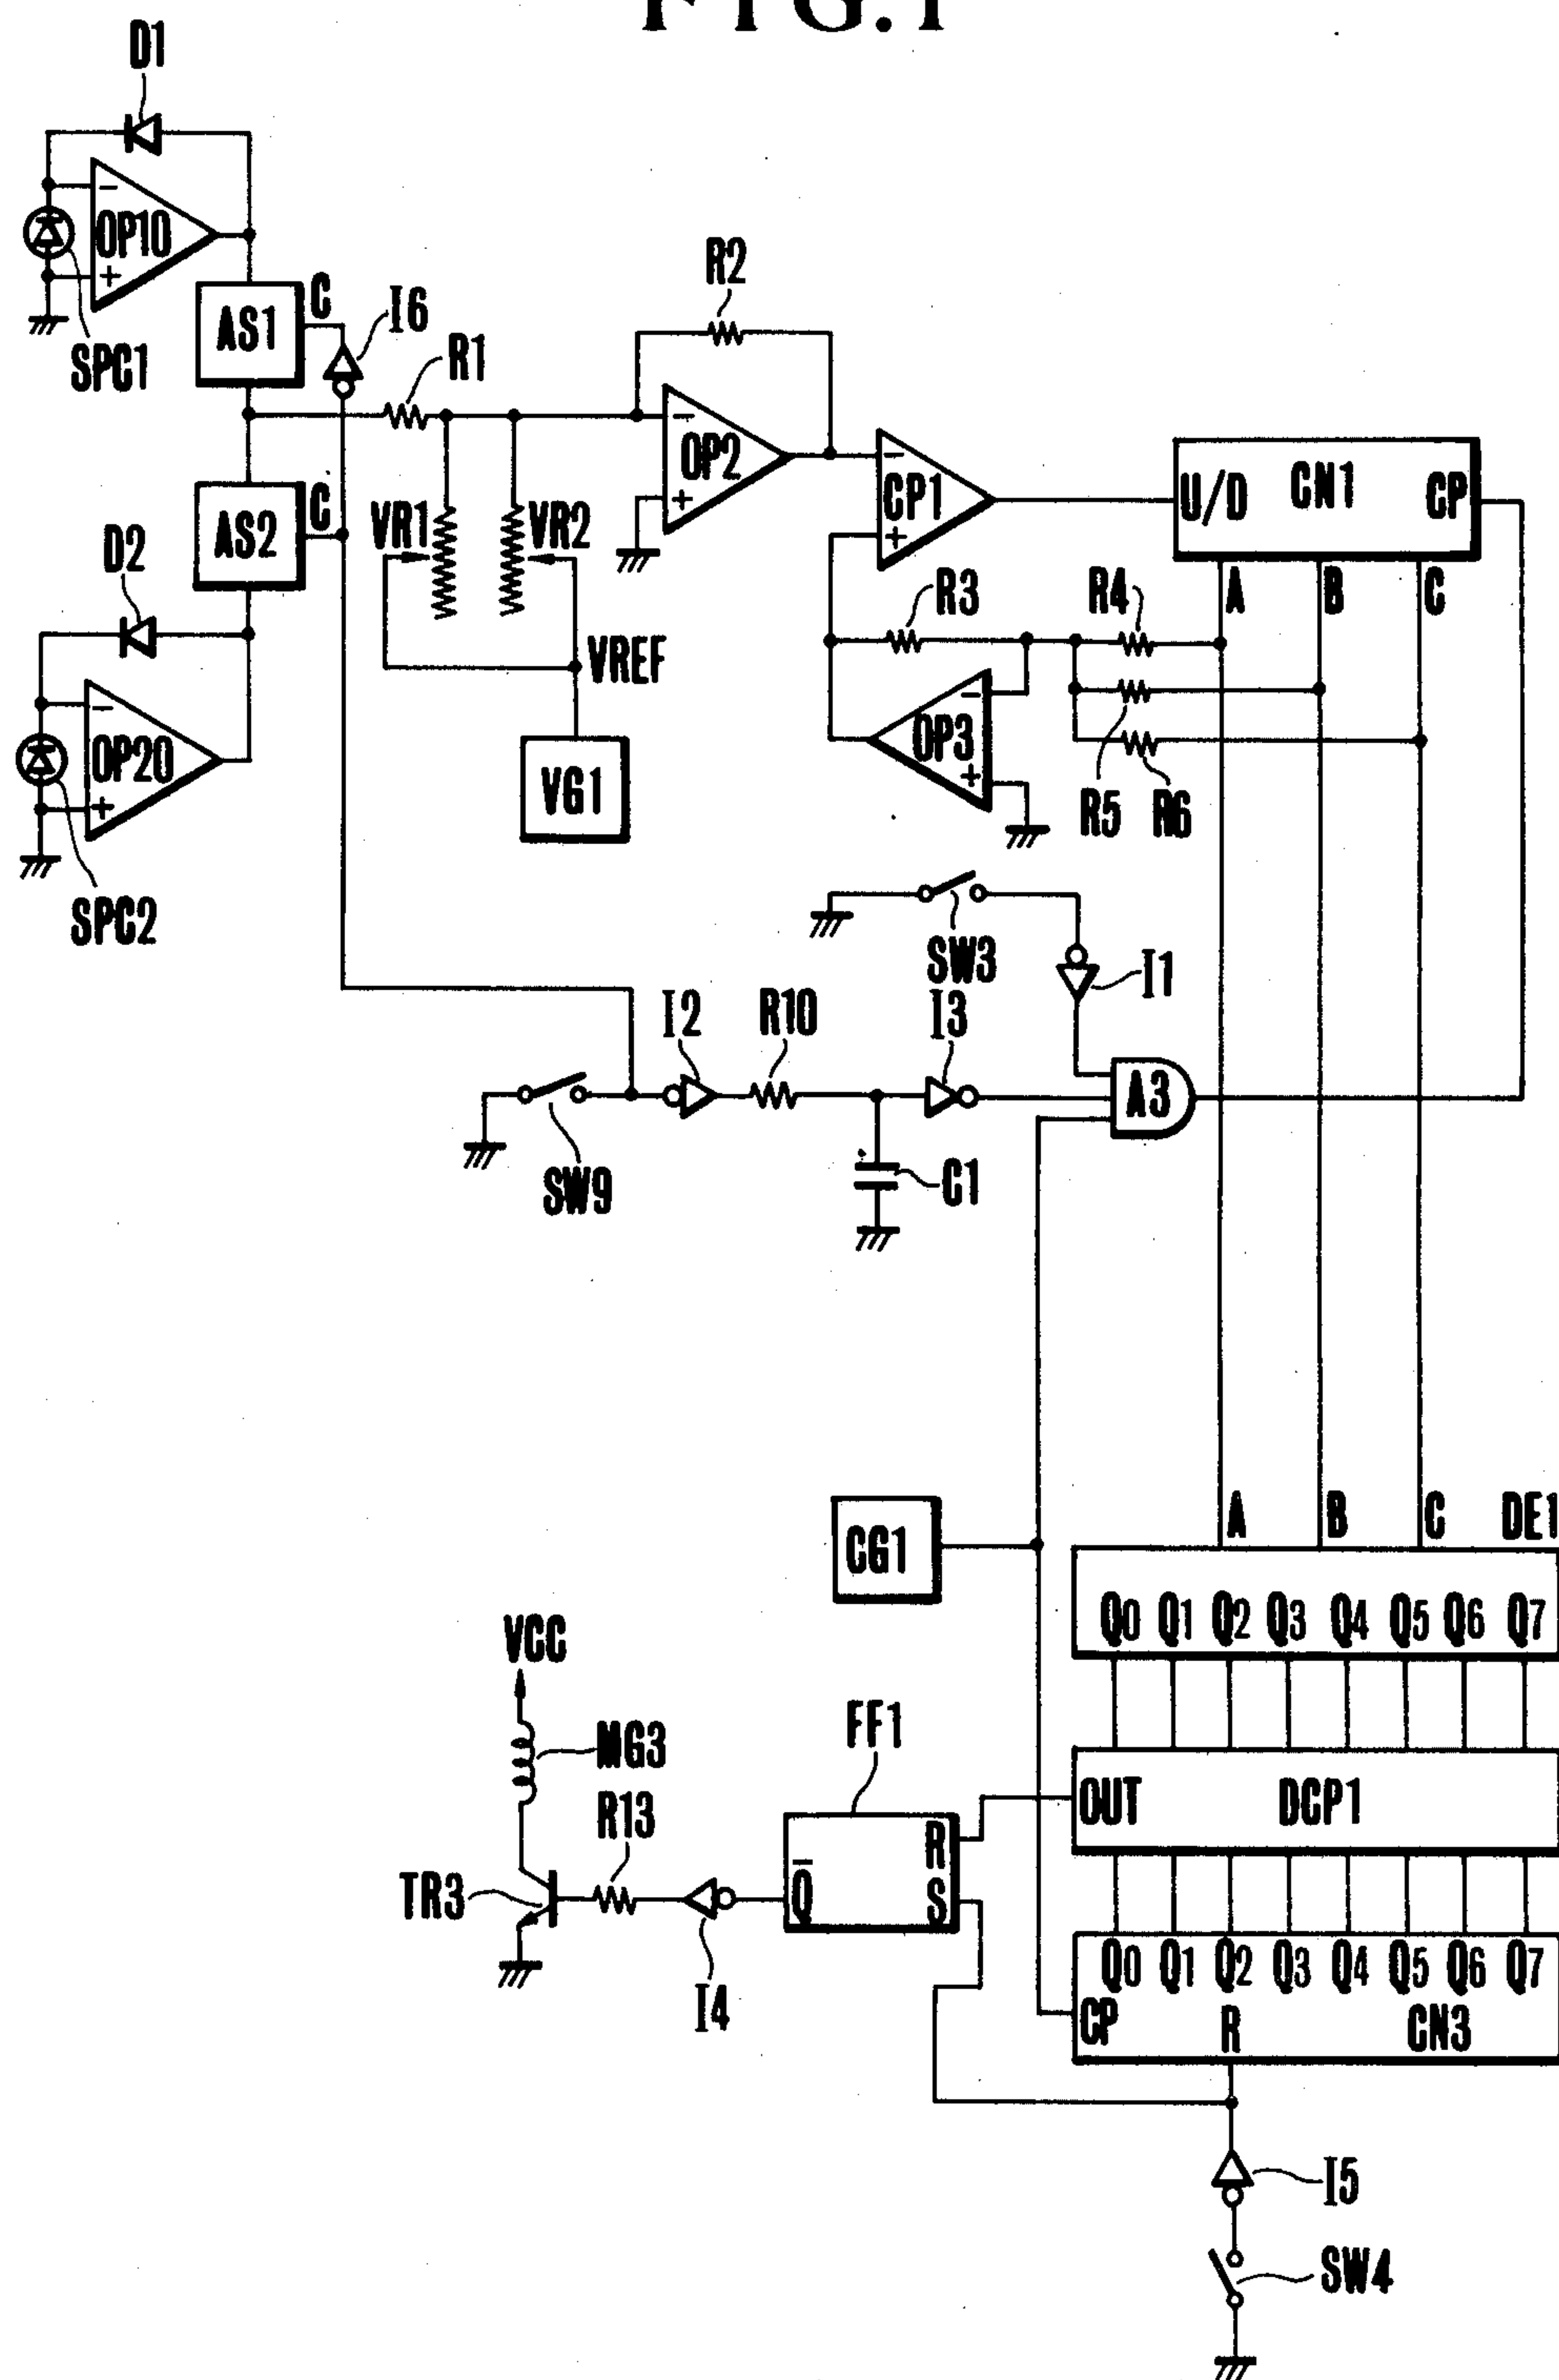 FIG.1
D1
OP10
-
+
SPC1
AS1
C
I6
R1
R2
OP2
-
+
CP1
-
+
U/D
CN1
CP
A
B
C
AS2
C
VR1
VR2
VREF
VG1
D2
OP20
-
+
SPC2
R3
R4
OP3
-
+
R5
R6
SW3
I1
I2
R10
I3
A3
SW9
C1
A
B
C
DE1
CG1
Q0 Q1 Q2 Q3 Q4 Q5 Q6 Q7
VCC
MG3
FF1
OUT
DCP1
R13
R
S
Q̅
TR3
I4
Q0 Q1 Q2 Q3 Q4 Q5 Q6 Q7
CP
R
CN3
I5
SW4